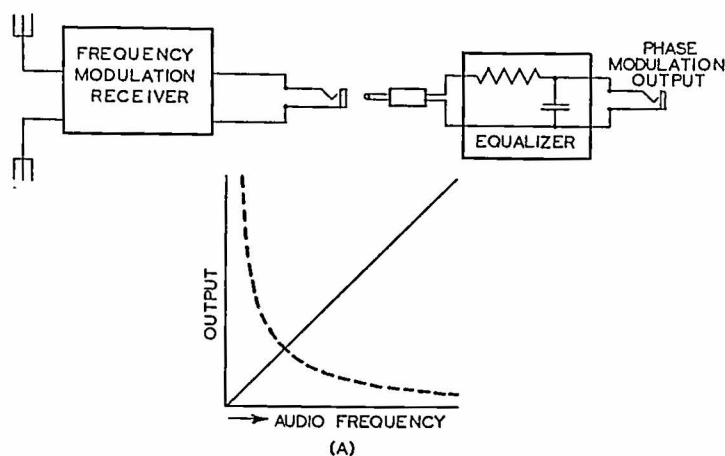 FREQUENCY
MODULATION
RECEIVER
EQUALIZER
PHASE
MODULATION
OUTPUT
OUTPUT
AUDIO FREQUENCY
(A)